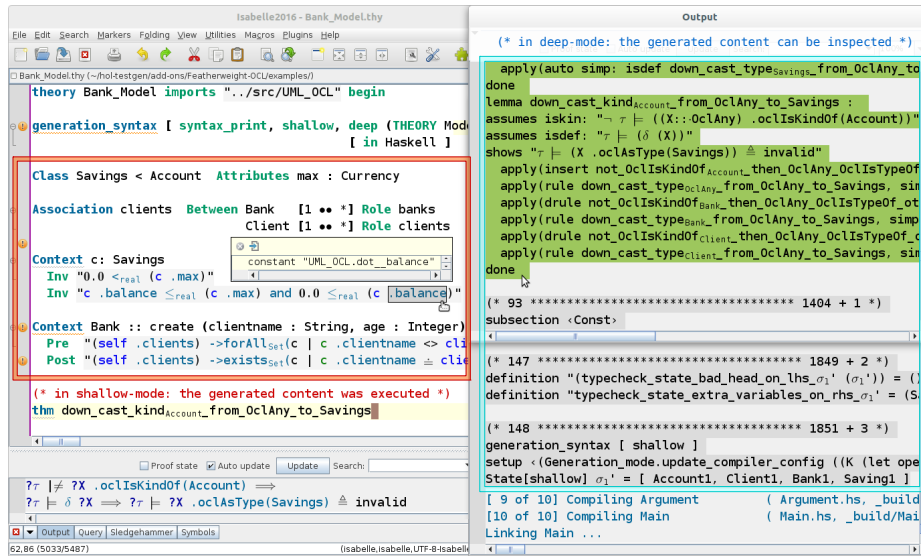 Isabelle2016 - Bank_Model.thy
File Edit Search Markers Folding View Utilities Macros Plugins Help
Bank_Model.thy (~/hol-testgen/add-ons/Featherweight-OCL/examples/)
theory Bank_Model imports "../src/UML_OCL" begin
generation_syntax [ syntax_print, shallow, deep (THEORY Mod
[ in Haskell ]
Class Savings < Account Attributes max : Currency
Association clients Between Bank [1 •• *] Role banks
Client [1 •• *] Role clients
constant "UML_OCL.dot__balance"
Context c: Savings
Inv "0.0 <real (c .max)"
Inv "c .balance ≤real (c .max) and 0.0 ≤real (c .balance)"
Context Bank :: create (clientname : String, age : Integer)
Pre "(self .clients) ->forAllSet(c | c .clientname <> cli
Post "(self .clients) ->existsSet(c | c .clientname ≐ clie
(* in shallow-mode: the generated content was executed *)
thm down_cast_kindAccount_from_OclAny_to_Savings
Proof state Auto update Update Search:
?τ |≠ ?X .oclIsKindOf(Account) ⟹
?τ ⊨ δ ?X ⟹ ?τ ⊨ ?X .oclAsType(Savings) ≜ invalid
Output Query Sledgehammer Symbols
62,86 (5033/5487)
(isabelle,isabelle,UTF-8-Isabelle
Output
(* in deep-mode: the generated content can be inspected *)
apply(auto simp: isdef down_cast_typeSavings_from_OclAny_to
done
lemma down_cast_kindAccount_from_OclAny_to_Savings :
assumes iskin: "¬ τ ⊨ ((X::OclAny) .oclIsKindOf(Account))"
assumes isdef: "τ ⊨ (δ (X))"
shows "τ ⊨ (X .oclAsType(Savings)) ≜ invalid"
apply(insert not_OclIsKindOfAccount_then_OclAny_OclIsTypeOf
apply(rule down_cast_typeOclAny_from_OclAny_to_Savings, sim
apply(drule not_OclIsKindOfBank_then_OclAny_OclIsTypeOf_ot
apply(rule down_cast_typeBank_from_OclAny_to_Savings, simp
apply(drule not_OclIsKindOfClient_then_OclAny_OclIsTypeOf_o
apply(rule down_cast_typeClient_from_OclAny_to_Savings, sim
done
(* 93 ************************************ 1404 + 1 *)
subsection ‹Const›
(* 147 ************************************ 1849 + 2 *)
definition "(typecheck_state_bad_head_on_lhs_σ₁' (σ₁')) = ()
definition "typecheck_state_extra_variables_on_rhs_σ₁' = (Sa
(* 148 ************************************ 1851 + 3 *)
generation_syntax [ shallow ]
setup ‹(Generation_mode.update_compiler_config ((K (let ope
State[shallow] σ₁' = [ Account1, Client1, Bank1, Saving1 ]
[ 9 of 10] Compiling Argument ( Argument.hs, _build
[10 of 10] Compiling Main ( Main.hs, _build/Mai
Linking Main ...